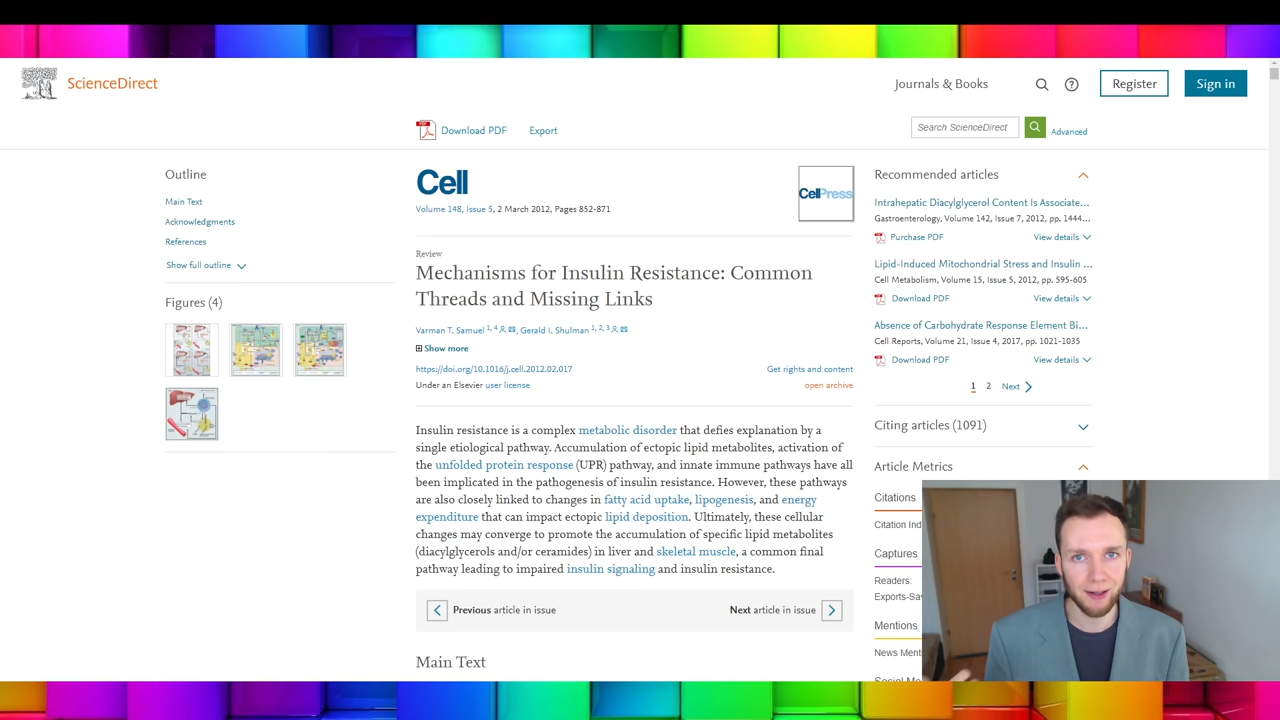 ScienceDirect
Journals & Books
Register
Sign in
Download PDF
Export
Search ScienceDirect
Advanced
Outline
Main Text
Acknowledgments
References
Show full outline
Figures (4)
Cell
Volume 148, Issue 5, 2 March 2012, Pages 852-871
CellPress
Review
Mechanisms for Insulin Resistance: Common
Threads and Missing Links
Varman T. Samuel 1, 4, Gerald I. Shulman 1, 2, 3
Show more
https://doi.org/10.1016/j.cell.2012.02.017
Get rights and content
Under an Elsevier user license
open archive
Insulin resistance is a complex metabolic disorder that defies explanation by a
single etiological pathway. Accumulation of ectopic lipid metabolites, activation of
the unfolded protein response (UPR) pathway, and innate immune pathways have all
been implicated in the pathogenesis of insulin resistance. However, these pathways
are also closely linked to changes in fatty acid uptake, lipogenesis, and energy
expenditure that can impact ectopic lipid deposition. Ultimately, these cellular
changes may converge to promote the accumulation of specific lipid metabolites
(diacylglycerols and/or ceramides) in liver and skeletal muscle, a common final
pathway leading to impaired insulin signaling and insulin resistance.
Previous article in issue
Next article in issue
Main Text
Recommended articles
Intrahepatic Diacylglycerol Content Is Associate...
Gastroenterology, Volume 142, Issue 7, 2012, pp. 1444...
Purchase PDF
View details
Lipid-Induced Mitochondrial Stress and Insulin ...
Cell Metabolism, Volume 15, Issue 5, 2012, pp. 595-605
Download PDF
View details
Absence of Carbohydrate Response Element Bi...
Cell Reports, Volume 21, Issue 4, 2017, pp. 1021-1035
Download PDF
View details
1 2 Next
Citing articles (1091)
Article Metrics
Citations
Citation Ind
Captures
Readers:
Exports-Sav
Mentions
News Ment
Social Me